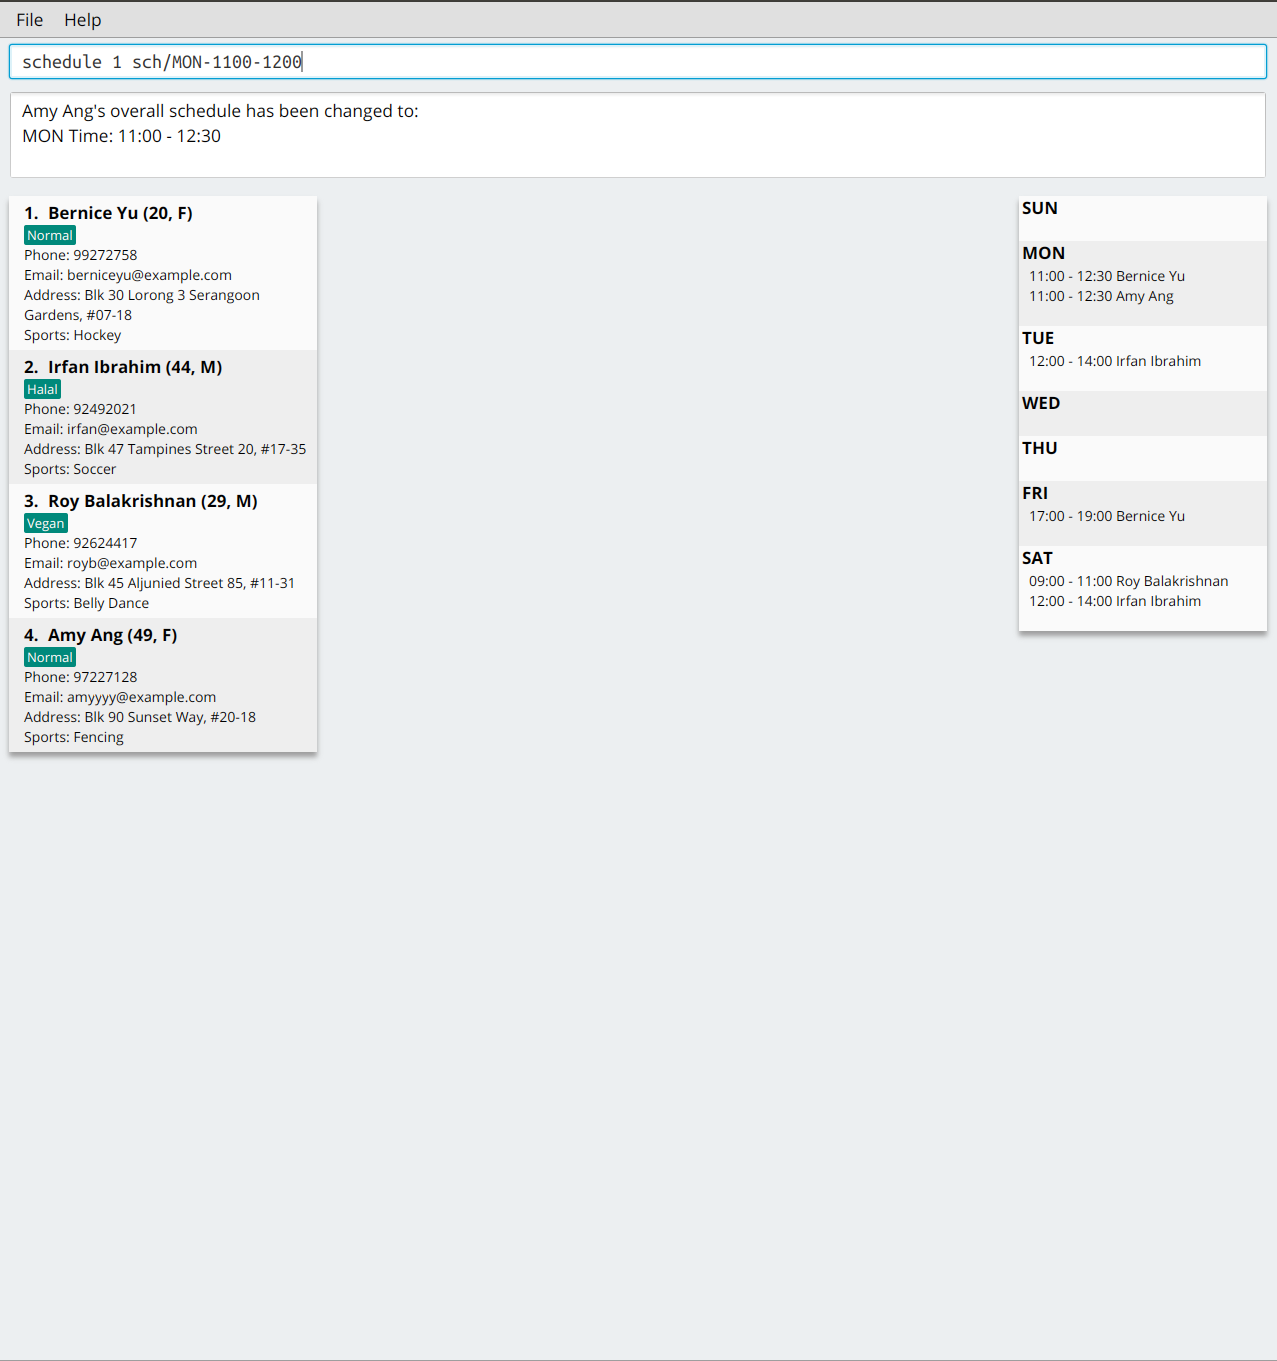 File Help
schedule 1 sch/MON-1100-1200
Amy Ang's overall schedule has been changed to:
MON Time: 11:00 - 12:30
1. Bernice Yu (20, F)
Normal
Phone: 99272758
Email: berniceyu@example.com
Address: Blk 30 Lorong 3 Serangoon
Gardens, #07-18
Sports: Hockey
2. Irfan Ibrahim (44, M)
Halal
Phone: 92492021
Email: irfan@example.com
Address: Blk 47 Tampines Street 20, #17-35
Sports: Soccer
3. Roy Balakrishnan (29, M)
Vegan
Phone: 92624417
Email: royb@example.com
Address: Blk 45 Aljunied Street 85, #11-31
Sports: Belly Dance
4. Amy Ang (49, F)
Normal
Phone: 97227128
Email: amyyyy@example.com
Address: Blk 90 Sunset Way, #20-18
Sports: Fencing
SUN
MON
11:00 - 12:30 Bernice Yu
11:00 - 12:30 Amy Ang
TUE
12:00 - 14:00 Irfan Ibrahim
WED
THU
FRI
17:00 - 19:00 Bernice Yu
SAT
09:00 - 11:00 Roy Balakrishnan
12:00 - 14:00 Irfan Ibrahim